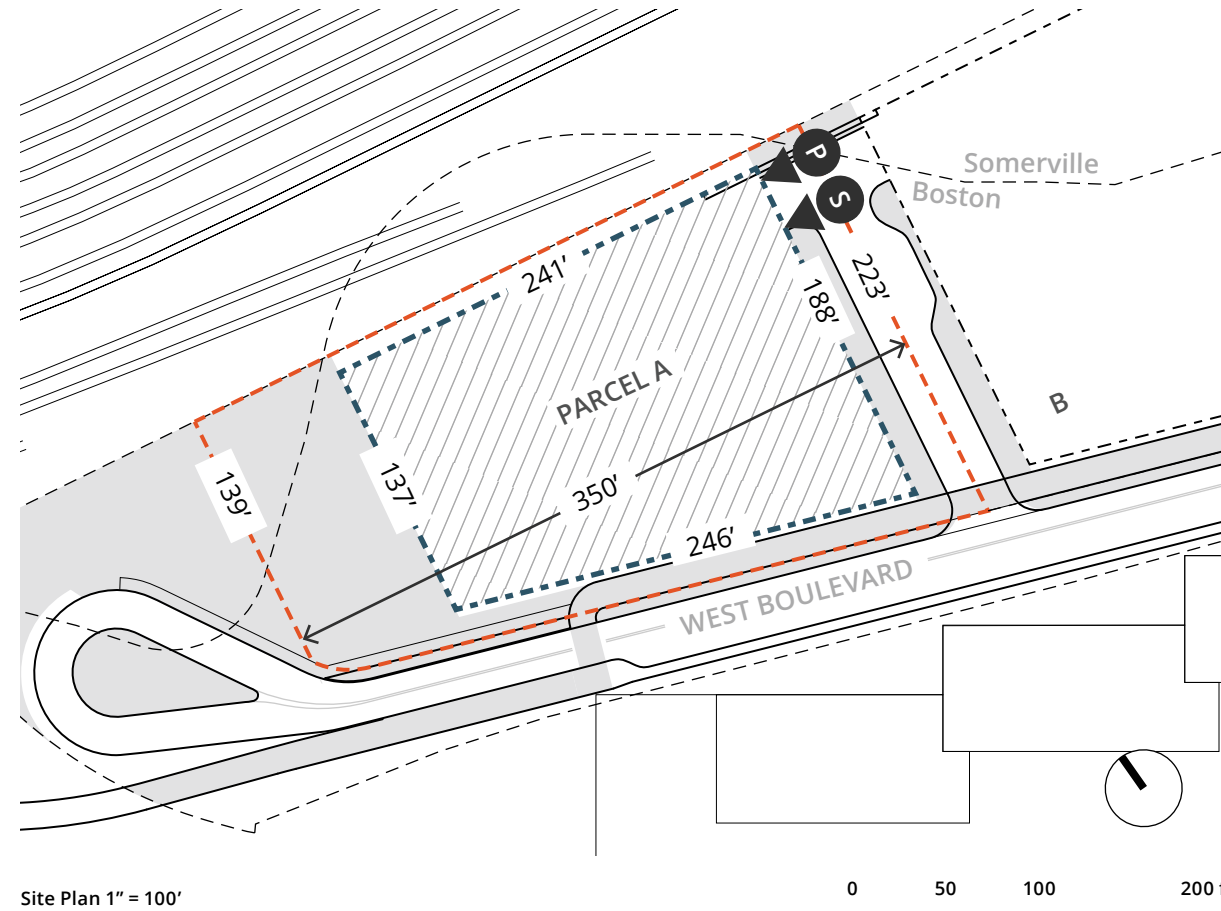 P
Somerville
S
Boston
241′
223′
188′
PARCEL A
B
139′
137′
350′
246′
WEST BOULEVARD
Site Plan 1” = 100’
0 50 100 200